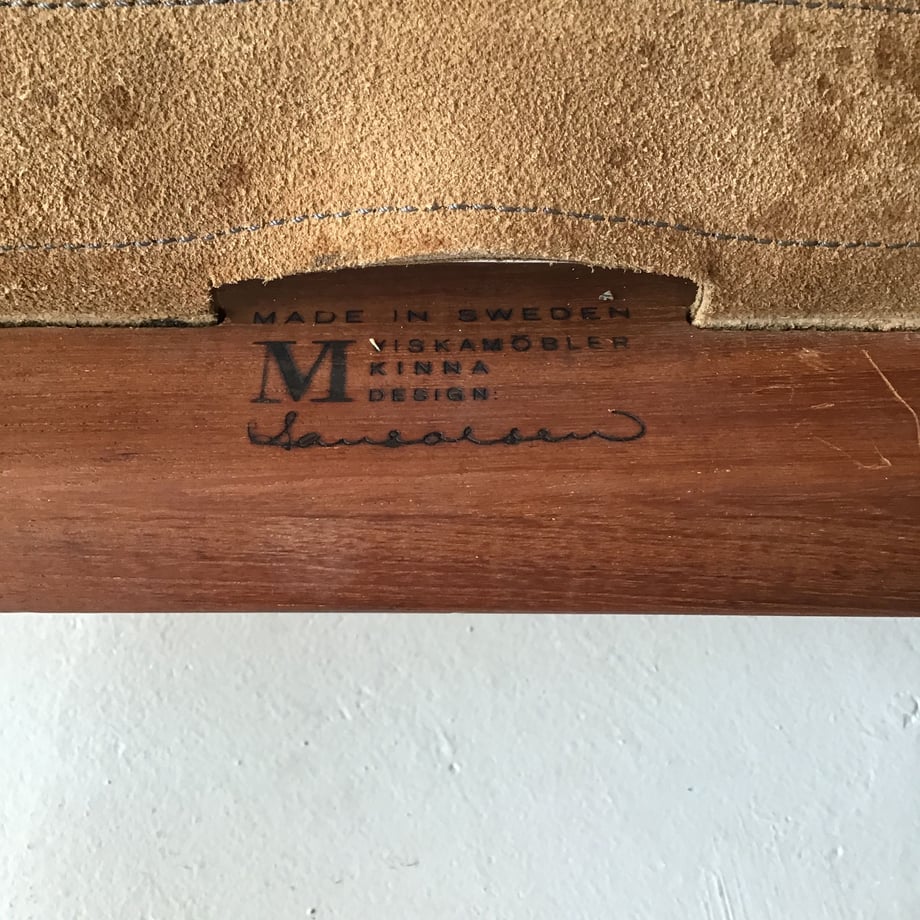 MADE IN SWEDEN
M VISKAMÖBLER
KINNA
DESIGN: